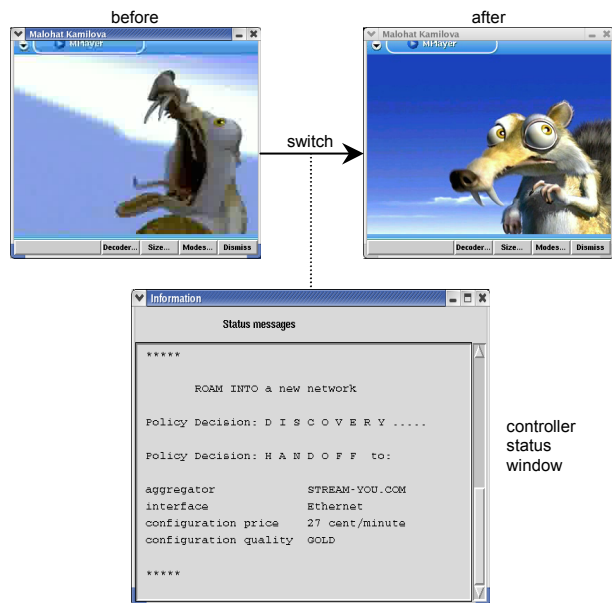 before
after
Malohat Kamilova
MPlayer
Malohat Kamilova
MPlayer
switch
Decoder... Size... Modes... Dismiss
Decoder... Size... Modes... Dismiss
Information
Status messages
*****
ROAM INTO a new network
Policy Decision: D I S C O V E R Y .....
Policy Decision: H A N D O F F to:
aggregator STREAM-YOU.COM
interface Ethernet
configuration price 27 cent/minute
configuration quality GOLD
*****
controller
status
window